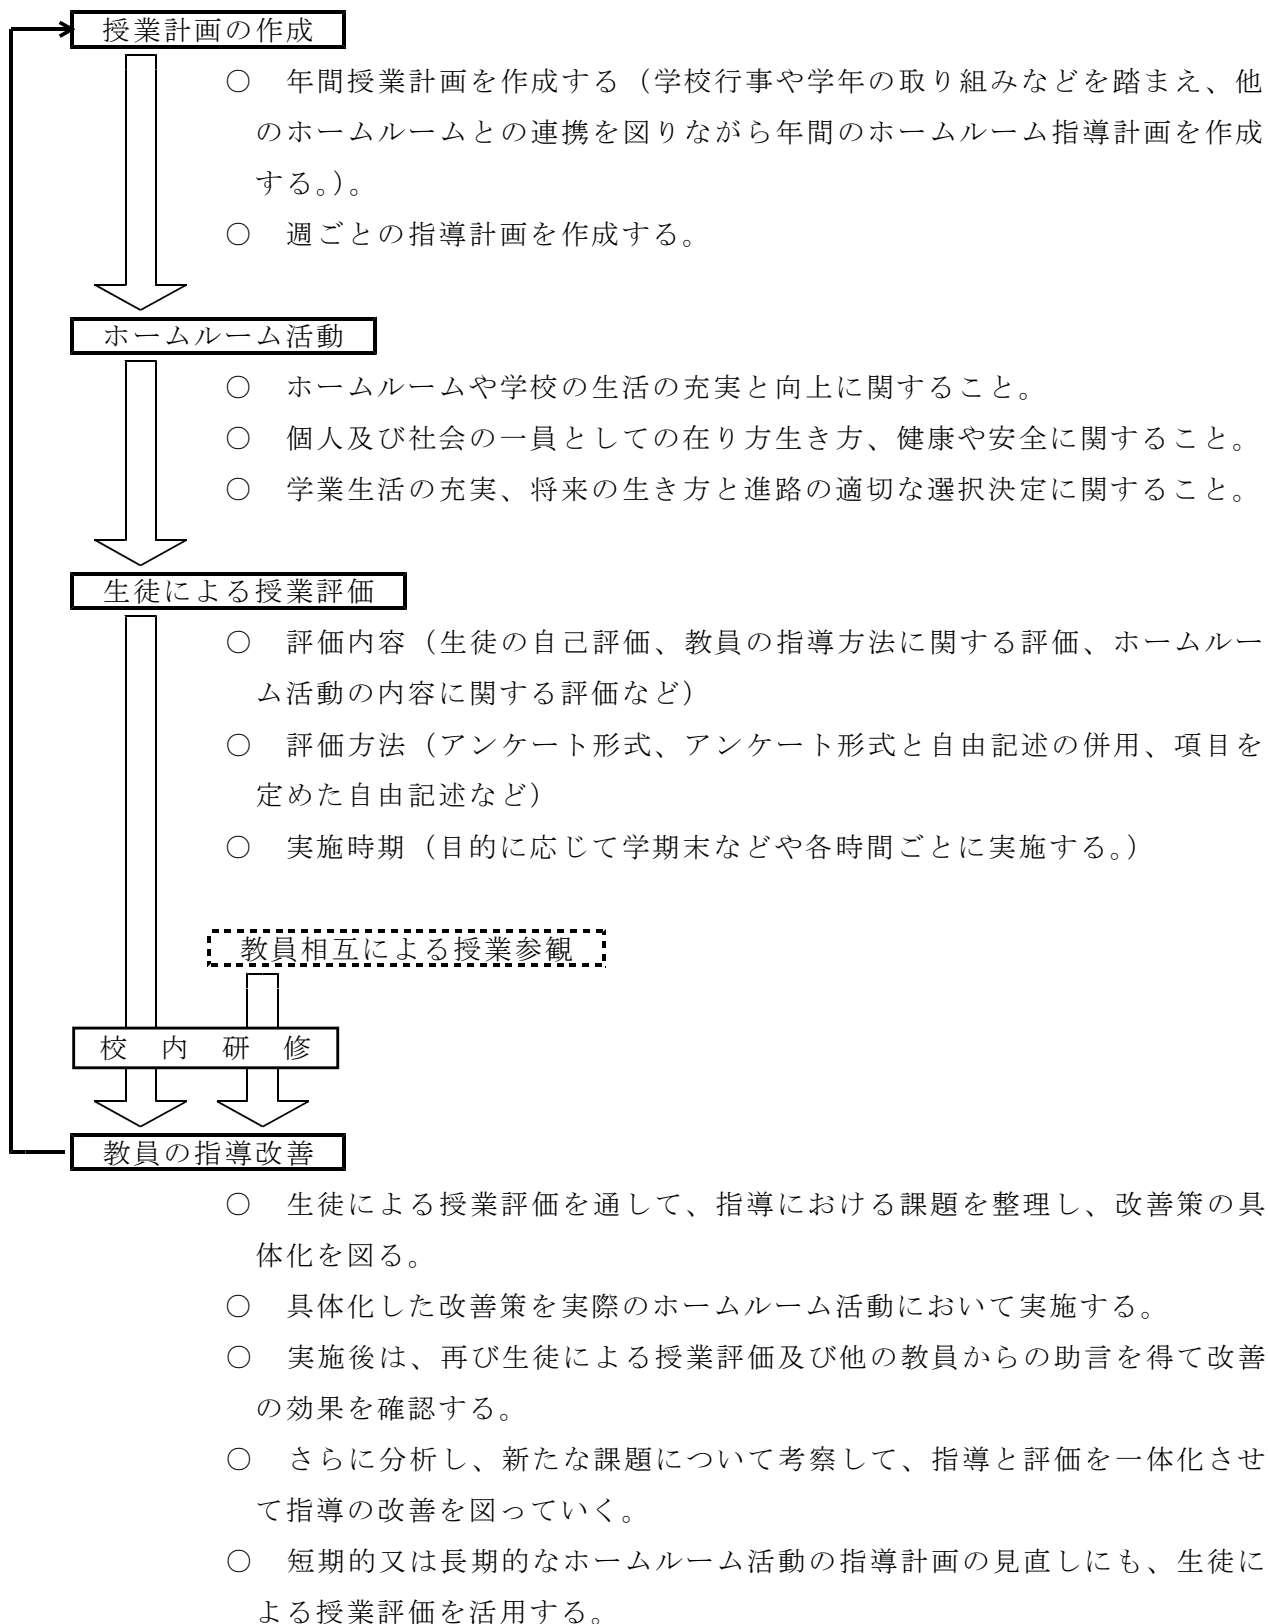 授業計画の作成
○　年間授業計画を作成する（学校行事や学年の取り組みなどを踏まえ、他
のホームルームとの連携を図りながら年間のホームルーム指導計画を作成
する。）。
○　週ごとの指導計画を作成する。
ホームルーム活動
○　ホームルームや学校の生活の充実と向上に関すること。
○　個人及び社会の一員としての在り方生き方、健康や安全に関すること。
○　学業生活の充実、将来の生き方と進路の適切な選択決定に関すること。
生徒による授業評価
○　評価内容（生徒の自己評価、教員の指導方法に関する評価、ホームルー
ム活動の内容に関する評価など）
○　評価方法（アンケート形式、アンケート形式と自由記述の併用、項目を
定めた自由記述など）
○　実施時期（目的に応じて学期末などや各時間ごとに実施する。）
教員相互による授業参観
校　内　研　修
教員の指導改善
○　生徒による授業評価を通して、指導における課題を整理し、改善策の具
体化を図る。
○　具体化した改善策を実際のホームルーム活動において実施する。
○　実施後は、再び生徒による授業評価及び他の教員からの助言を得て改善
の効果を確認する。
○　さらに分析し、新たな課題について考察して、指導と評価を一体化させ
て指導の改善を図っていく。
○　短期的又は長期的なホームルーム活動の指導計画の見直しにも、生徒に
よる授業評価を活用する。